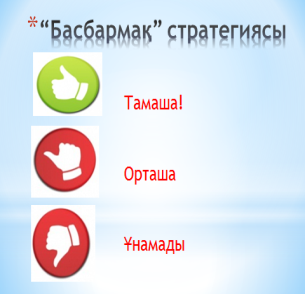 *“Басбармақ” стратегиясы
Тамаша!
Орташа
Ұнамады